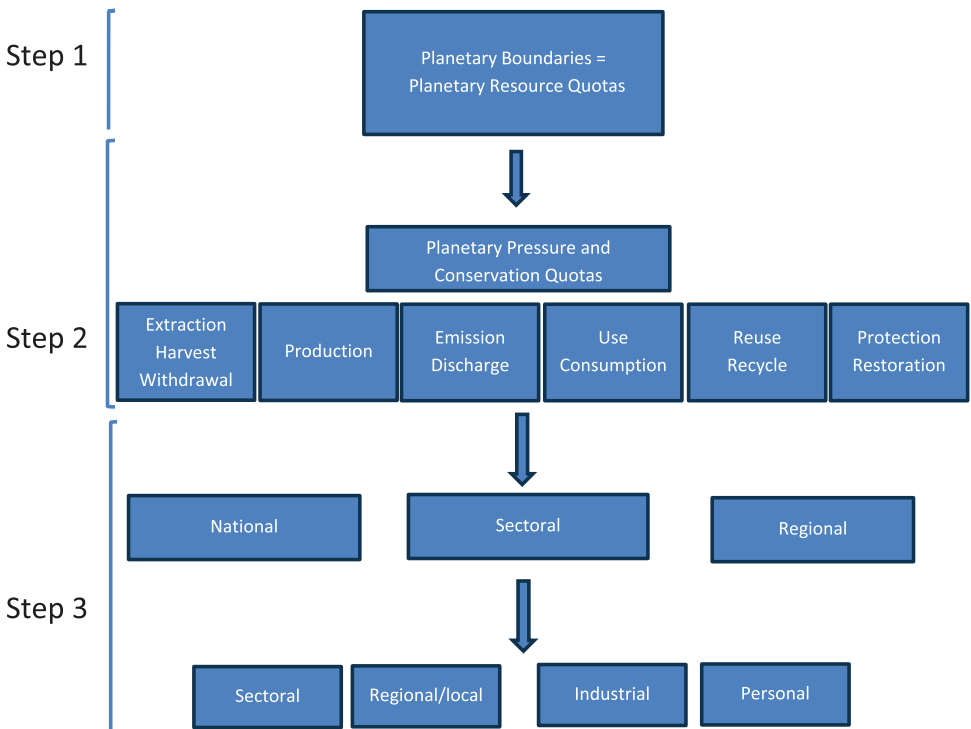 Step 1
Planetary Boundaries =
Planetary Resource Quotas
Step 2
Planetary Pressure and
Conservation Quotas
Extraction
Harvest
Withdrawal
Production
Emission
Discharge
Use
Consumption
Reuse
Recycle
Protection
Restoration
Step 3
National
Sectoral
Regional
Sectoral
Regional/local
Industrial
Personal